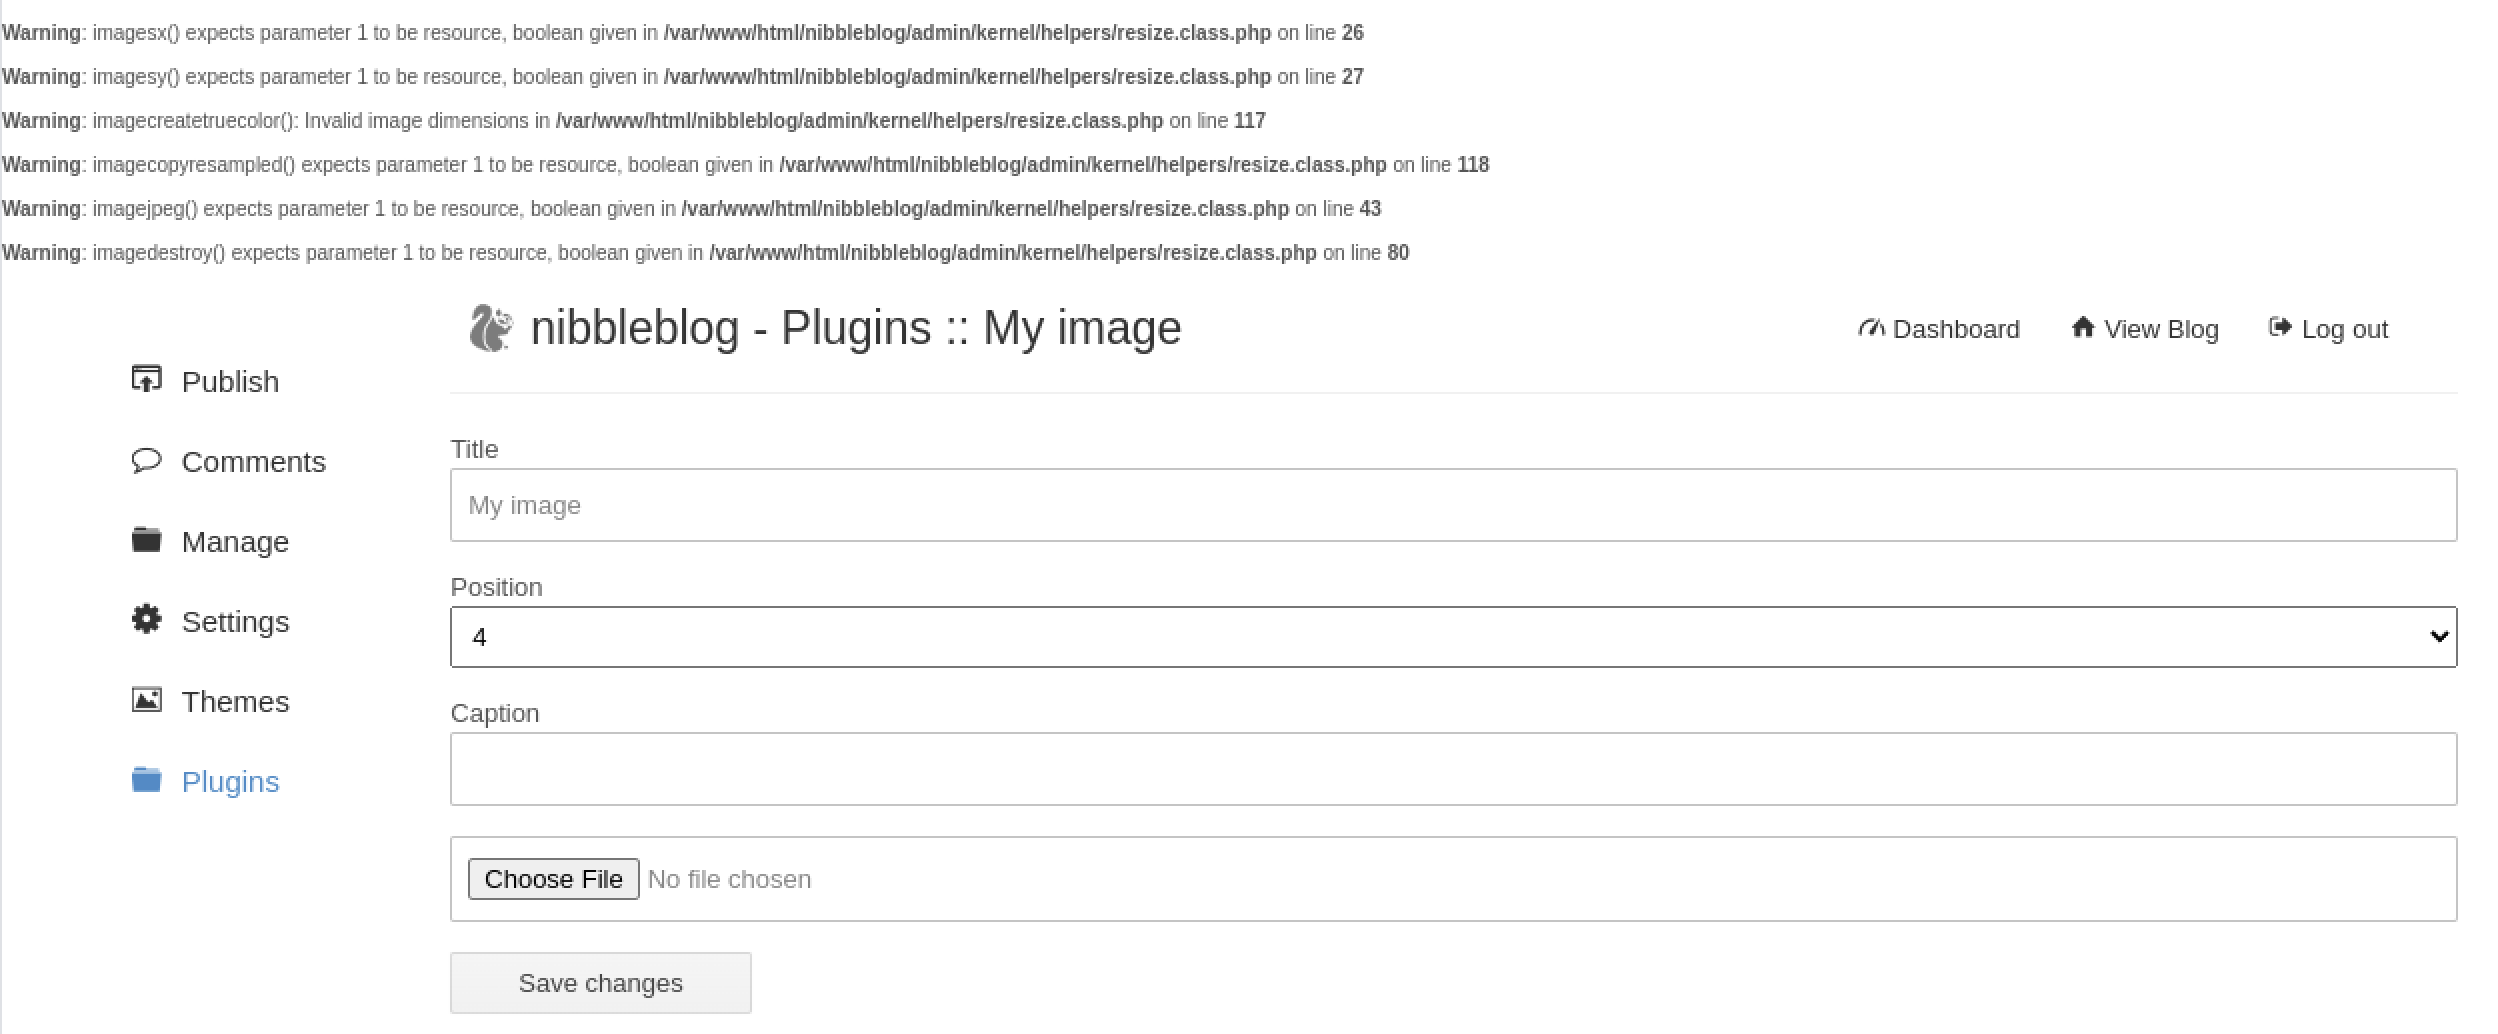 Warning: imagesx() expects parameter 1 to be resource, boolean given in /var/www/html/nibbleblog/admin/kernel/helpers/resize.class.php on line 26
Warning: imagesy() expects parameter 1 to be resource, boolean given in /var/www/html/nibbleblog/admin/kernel/helpers/resize.class.php on line 27
Warning: imagecreatetruecolor(): Invalid image dimensions in /var/www/html/nibbleblog/admin/kernel/helpers/resize.class.php on line 117
Warning: imagecopyresampled() expects parameter 1 to be resource, boolean given in /var/www/html/nibbleblog/admin/kernel/helpers/resize.class.php on line 118
Warning: imagejpeg() expects parameter 1 to be resource, boolean given in /var/www/html/nibbleblog/admin/kernel/helpers/resize.class.php on line 43
Warning: imagedestroy() expects parameter 1 to be resource, boolean given in /var/www/html/nibbleblog/admin/kernel/helpers/resize.class.php on line 80
nibbleblog - Plugins :: My image
Dashboard
View Blog
Log out
Publish
Comments
Manage
Settings
Themes
Plugins
Title
My image
Position
4
Caption
Choose File No file chosen
Save changes